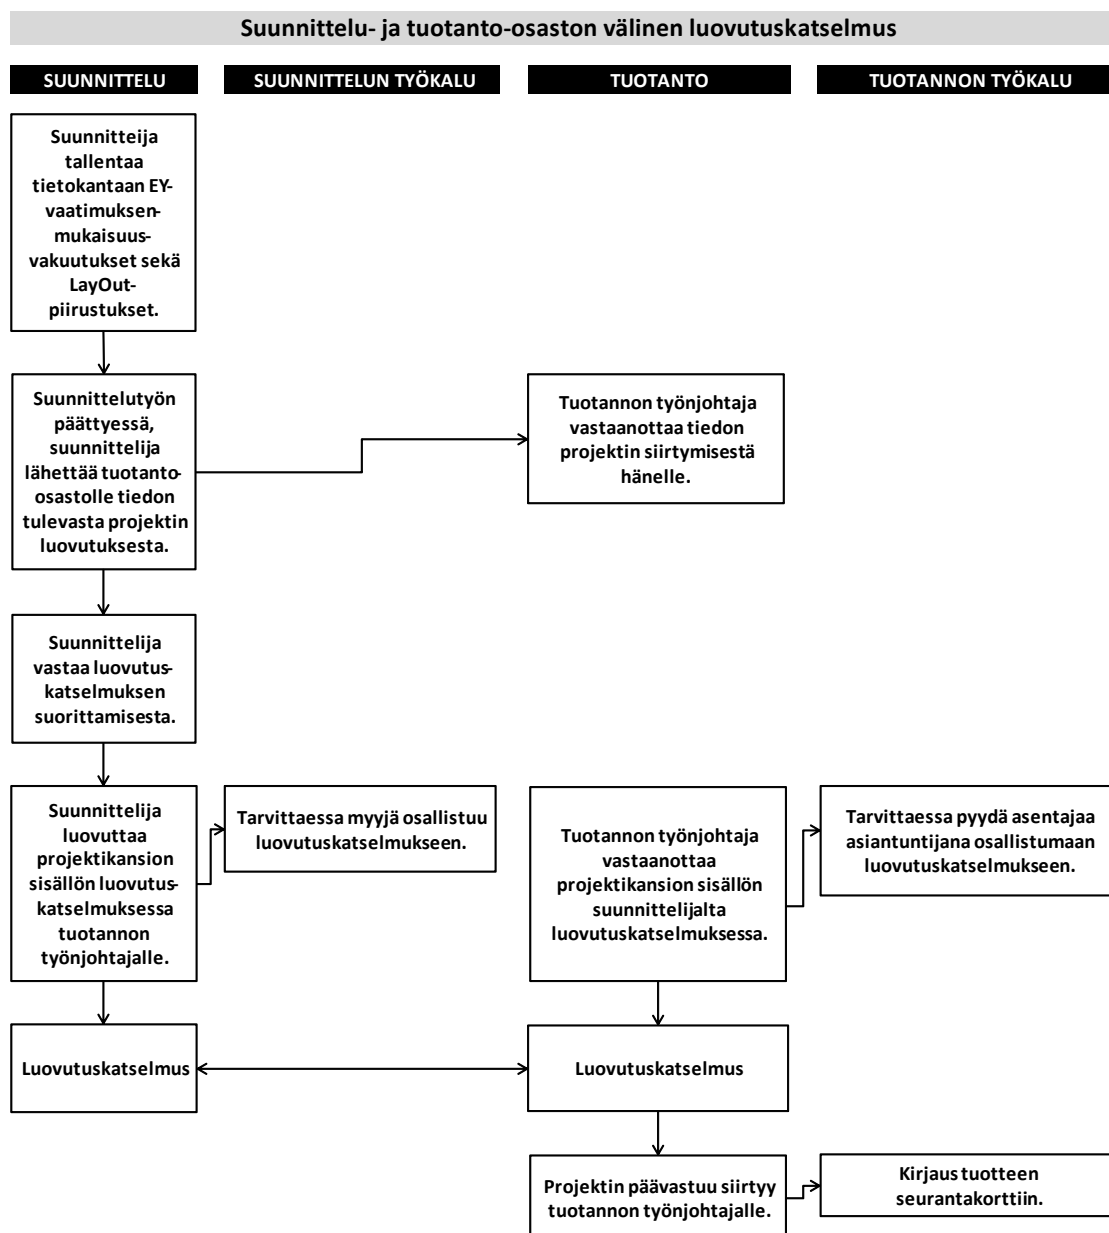 Suunnittelu- ja tuotanto-osaston välinen luovutuskatselmus
SUUNNITTELU
SUUNNITTELUN TYÖKALU
TUOTANTO
TUOTANNON TYÖKALU
Suunnitteija
tallentaa
tietokantaan EY-
vaatimuksen-
mukaisuus-
vakuutukset sekä
LayOut-
piirustukset.
Suunnittelutyön
päättyessä,
suunnittelija
lähettää tuotanto-
osastolle tiedon
tulevasta projektin
luovutuksesta.
Tuotannon työnjohtaja
vastaanottaa tiedon
projektin siirtymisestä
hänelle.
Suunnittelija
vastaa luovutus-
katselmuksen
suorittamisesta.
Suunnittelija
luovuttaa
projektikansion
sisällön luovutus-
katselmuksessa
tuotannon
työnjohtajalle.
Tarvittaessa myyjä osallistuu
luovutuskatselmukseen.
Tuotannon työnjohtaja
vastaanottaa
projektikansion sisällön
suunnittelijalta
luovutuskatselmuksessa.
Tarvittaessa pyydä asentajaa
asiantuntijana osallistumaan
luovutuskatselmukseen.
Luovutuskatselmus
Luovutuskatselmus
Projektin päävastuu siirtyy
tuotannon työnjohtajalle.
Kirjaus tuotteen
seurantakorttiin.